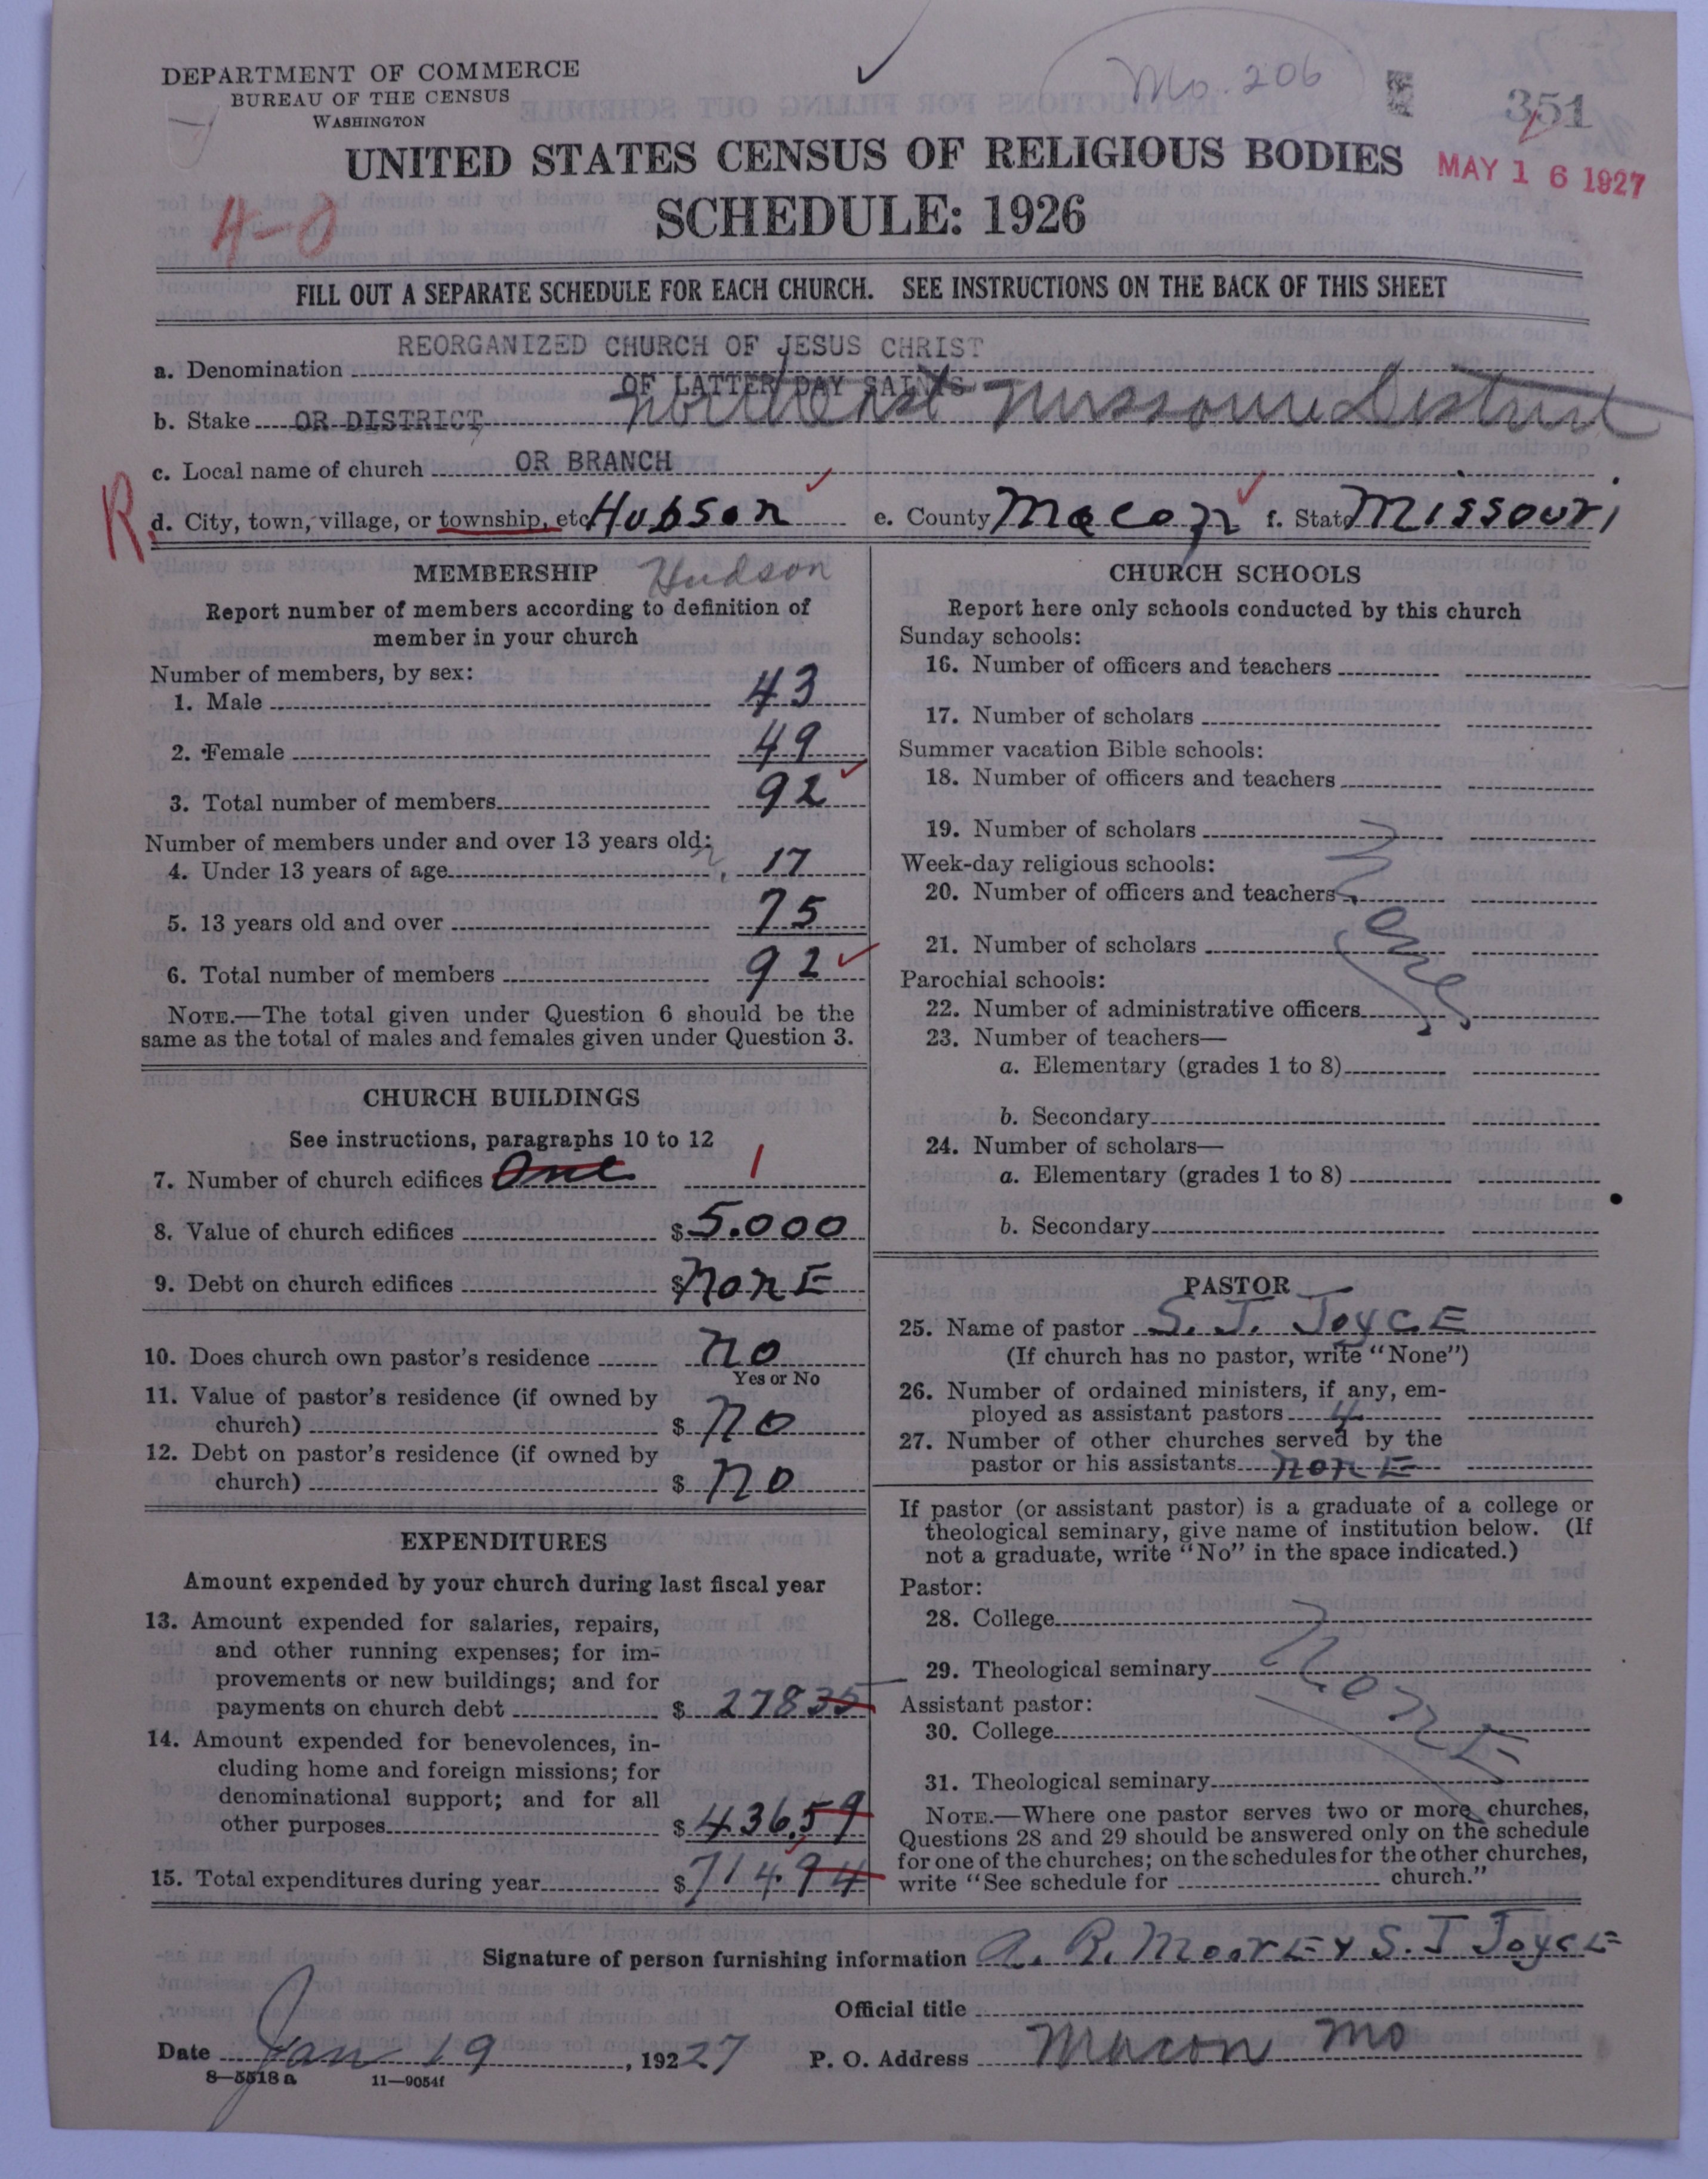 DEPARTMENT OF COMMERCE
BUREAU OF THE CENSUS
WASHINGTON
Mo. 206
351
UNITED STATES CENSUS OF RELIGIOUS BODIES
MAY 16 1927
4-0
SCHEDULE: 1926
FILL OUT A SEPARATE SCHEDULE FOR EACH CHURCH. SEE INSTRUCTIONS ON THE BACK OF THIS SHEET
REORGANIZED CHURCH OF JESUS CHRIST
a. Denomination
OF LATTER DAY SAINTS
b. Stake OR DISTRICT Northeast Missouri District
c. Local name of church OR BRANCH
R d. City, town, village, or township, etc Hubson e. County Macon f. State Missouri
MEMBERSHIP Hudson
Report number of members according to definition of
member in your church
Number of members, by sex:
1. Male 43
2. Female 49
3. Total number of members 92
Number of members under and over 13 years old:
4. Under 13 years of age 17
5. 13 years old and over 75
6. Total number of members 92
NOTE.—The total given under Question 6 should be the
same as the total of males and females given under Question 3.
CHURCH BUILDINGS
See instructions, paragraphs 10 to 12
7. Number of church edifices One 1
8. Value of church edifices $ 5.000
9. Debt on church edifices $ nonE
10. Does church own pastor's residence no
Yes or No
11. Value of pastor's residence (if owned by
church) $ no
12. Debt on pastor's residence (if owned by
church) $ no
EXPENDITURES
Amount expended by your church during last fiscal year
13. Amount expended for salaries, repairs,
and other running expenses; for im-
provements or new buildings; and for
payments on church debt $ 27835
14. Amount expended for benevolences, in-
cluding home and foreign missions; for
denominational support; and for all
other purposes $ 436.59
15. Total expenditures during year $ 714.94
CHURCH SCHOOLS
Report here only schools conducted by this church
Sunday schools:
16. Number of officers and teachers
17. Number of scholars
Summer vacation Bible schools:
18. Number of officers and teachers
19. Number of scholars
Week-day religious schools:
20. Number of officers and teachers
21. Number of scholars
Parochial schools:
22. Number of administrative officers
23. Number of teachers—
a. Elementary (grades 1 to 8)
b. Secondary
24. Number of scholars—
a. Elementary (grades 1 to 8)
b. Secondary
PASTOR
25. Name of pastor S. J. JoycE
(If church has no pastor, write "None")
26. Number of ordained ministers, if any, em-
ployed as assistant pastors 4
27. Number of other churches served by the
pastor or his assistants nonE
If pastor (or assistant pastor) is a graduate of a college or
theological seminary, give name of institution below. (If
not a graduate, write "No" in the space indicated.)
Pastor:
28. College
29. Theological seminary
nonE
Assistant pastor:
30. College
31. Theological seminary
NOTE.—Where one pastor serves two or more churches,
Questions 28 and 29 should be answered only on the schedule
for one of the churches; on the schedules for the other churches,
write "See schedule for church."
Signature of person furnishing information A. R. MoorE & S. J JoycE
Official title
Date Jan 19, 19227 P. O. Address Macon Mo
8—5518 a 11—9054f